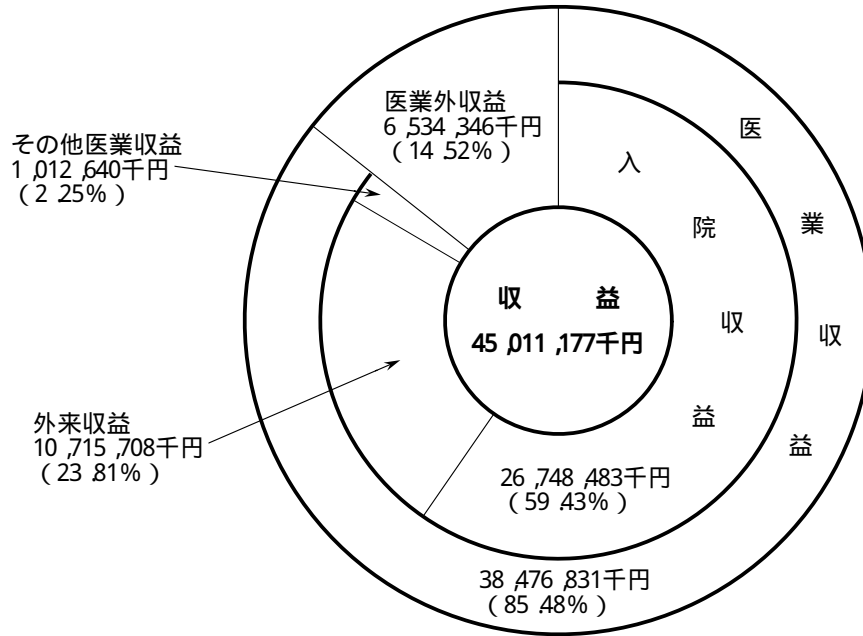 医業外収益
6,534,346千円
(14.52%)
その他医業収益
1,012,640千円
(2.25%)
医業収益
入院収益
収 益
45,011,177千円
外来収益
10,715,708千円
(23.81%)
26,748,483千円
(59.43%)
38,476,831千円
(85.48%)